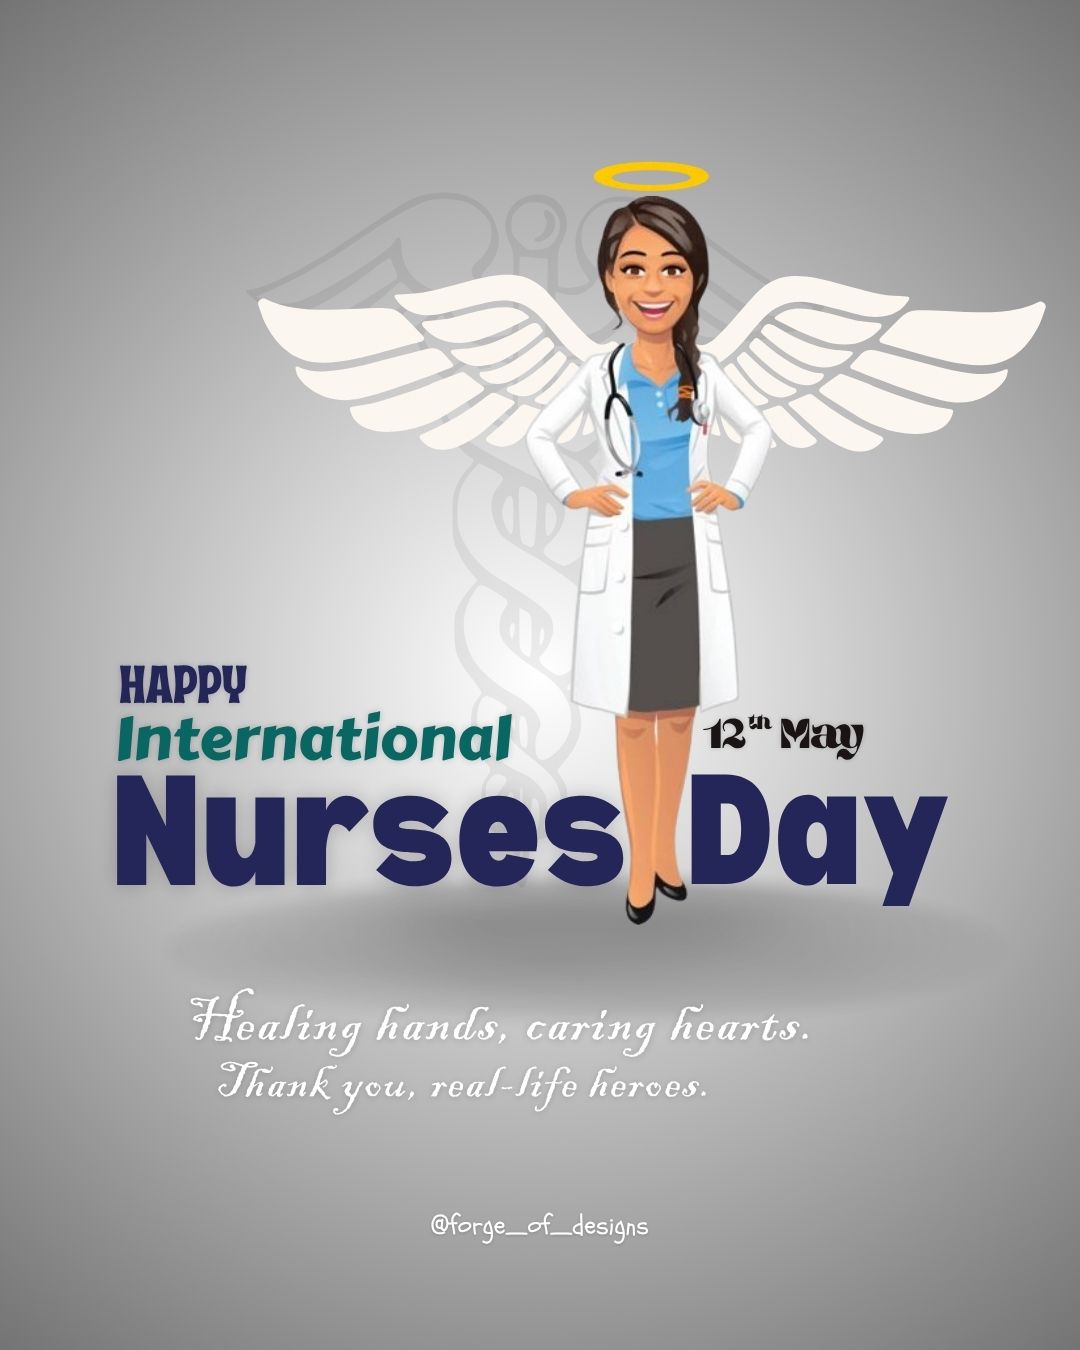 HAPPY
International
12th May
Nurses Day
Healing hands, caring hearts.
Thank you, real-life heroes.
@forge_of_designs